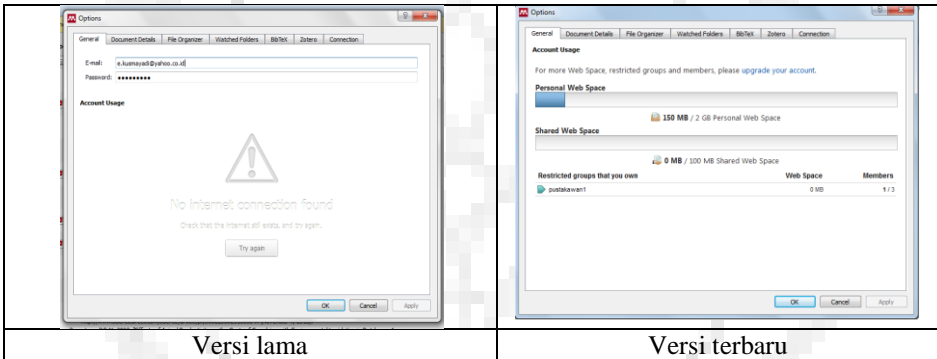 Options
General Document Details File Organizer Watched Folders BibTeX Zotero Connection
E-mail: e.kusmayadi@yahoo.co.id
Password: •••••••••
Account Usage
No internet connection found
Check that the internet still exists, and try again.
Try again
OK Cancel Apply
Versi lama
Options
General Document Details File Organizer Watched Folders BibTeX Zotero Connection
Account Usage
For more Web Space, restricted groups and members, please upgrade your account.
Personal Web Space
150 MB / 2 GB Personal Web Space
Shared Web Space
0 MB / 100 MB Shared Web Space
Restricted groups that you own Web Space Members
pustakawan1 0 MB 1 / 3
OK Cancel Apply
Versi terbaru